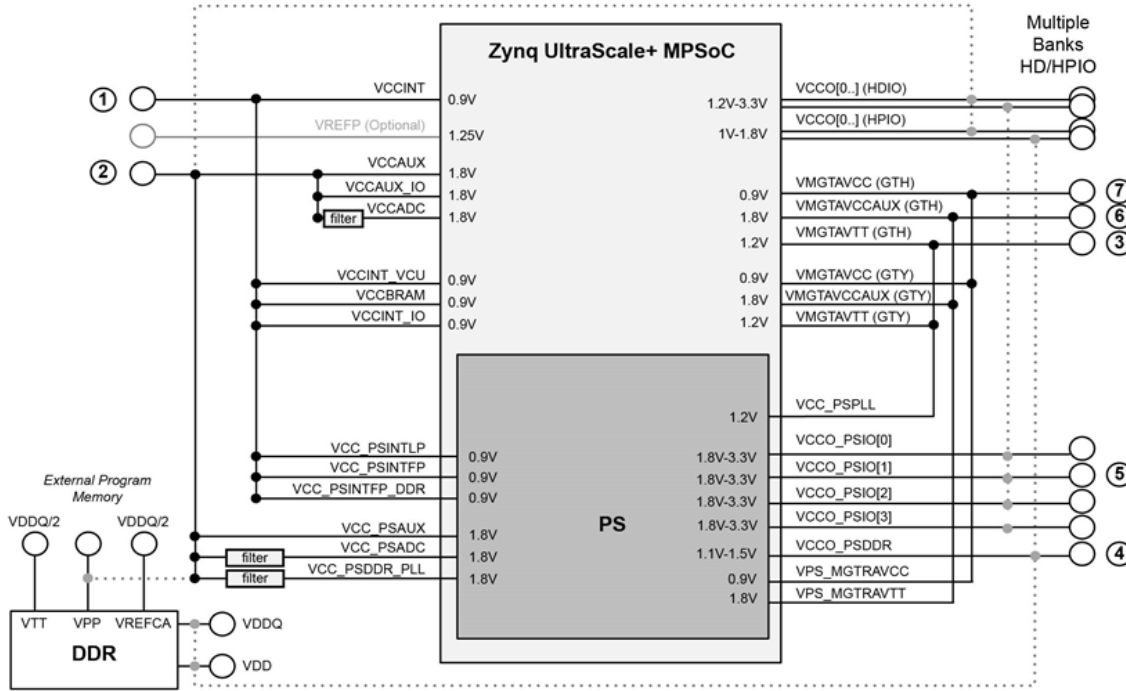 Zynq UltraScale+ MPSoC
Multiple
Banks
HD/HPIO
1
VCCINT
0.9V
VREFP (Optional)
1.25V
2
VCCAUX
1.8V
VCCAUX_IO
1.8V
filter
VCCADC
1.8V
VCCINT_VCU
0.9V
VCCBRAM
0.9V
VCCINT_IO
0.9V
1.2V-3.3V
VCCO[0..] (HDIO)
1V-1.8V
VCCO[0..] (HPIO)
0.9V
VMGTAVCC (GTH)
7
1.8V
VMGTAVCCAUX (GTH)
6
1.2V
VMGTAVTT (GTH)
3
0.9V
VMGTAVCC (GTY)
1.8V
VMGTAVCCAUX (GTY)
1.2V
VMGTAVTT (GTY)
PS
VCC_PSINTLP
0.9V
VCC_PSINTFP
0.9V
VCC_PSINTFP_DDR
0.9V
VCC_PSAUX
1.8V
filter
VCC_PSADC
1.8V
filter
VCC_PSDDR_PLL
1.8V
1.2V
VCC_PSPLL
1.8V-3.3V
VCCO_PSIO[0]
1.8V-3.3V
VCCO_PSIO[1]
5
1.8V-3.3V
VCCO_PSIO[2]
1.8V-3.3V
VCCO_PSIO[3]
1.1V-1.5V
VCCO_PSDDR
4
0.9V
VPS_MGTRAVCC
1.8V
VPS_MGTRAVTT
External Program
Memory
VDDQ/2
VDDQ/2
VTT
VPP
VREFCA
DDR
VDDQ
VDD